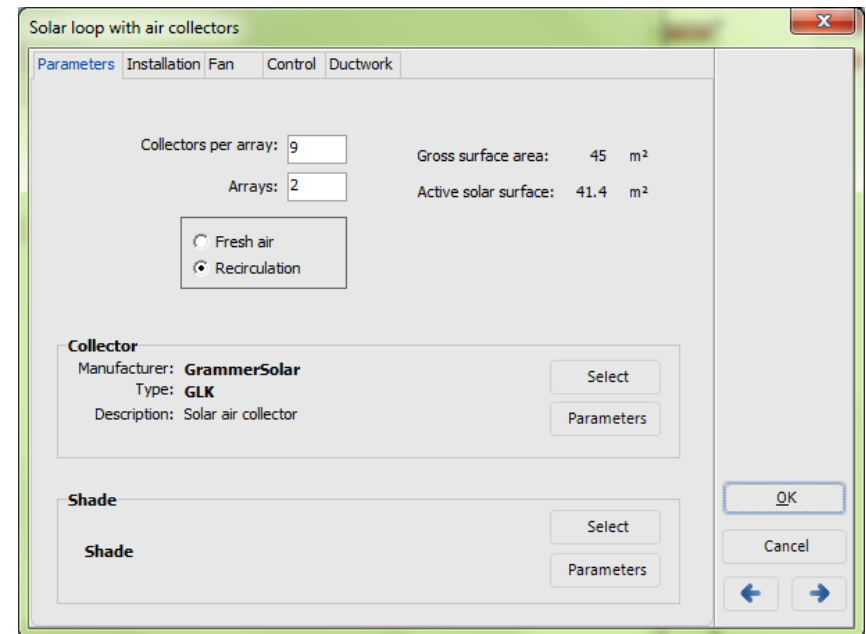 Solar loop with air collectors
Parameters Installation Fan Control Ductwork
Collectors per array: 9
Gross surface area: 45 m²
Arrays: 2
Active solar surface: 41.4 m²
Fresh air
Recirculation
Collector
Manufacturer: GrammerSolar
Type: GLK
Description: Solar air collector
Select
Parameters
Shade
Shade
Select
Parameters
OK
Cancel